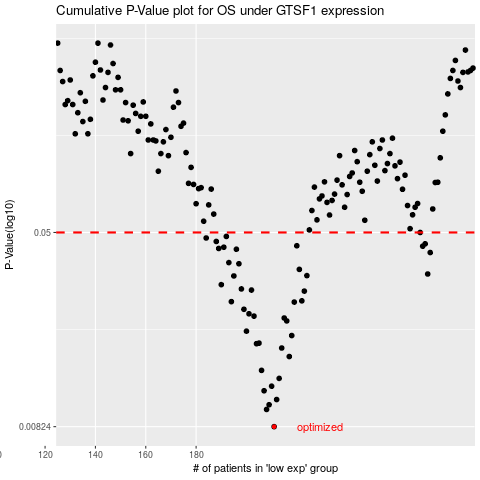 Cumulative P-Value plot for OS under GTSF1 expression
P-Value(log10)
0.05
0.00824
optimized
0 120 140 160 180
# of patients in 'low exp' group